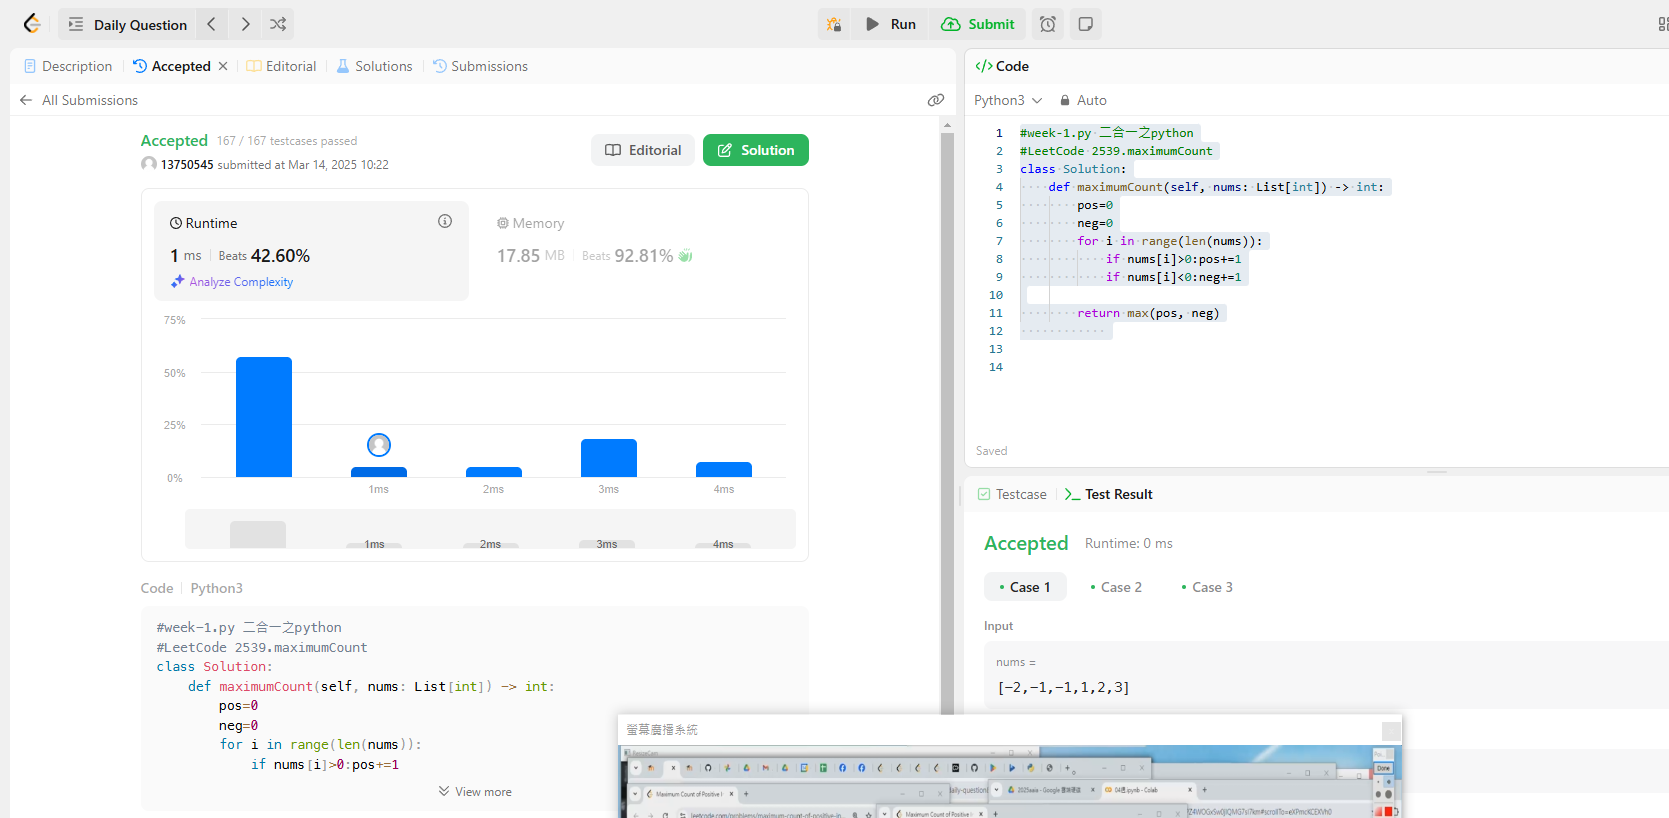 Daily Question
Run
Submit
Description
Accepted
Editorial
Solutions
Submissions
All Submissions
Accepted 167 / 167 testcases passed
13750545 submitted at Mar 14, 2025 10:22
Editorial
Solution
Runtime
1 ms Beats 42.60%
Analyze Complexity
Memory
17.85 MB Beats 92.81%
75%
50%
25%
0%
1ms 2ms 3ms 4ms
1ms 2ms 3ms 4ms
Code Python3
#week-1.py 二合一之python
#LeetCode 2539.maximumCount
class Solution:
def maximumCount(self, nums: List[int]) -> int:
pos=0
neg=0
for i in range(len(nums)):
if nums[i]>0:pos+=1
View more
Code
Python3 Auto
1 #week-1.py 二合一之python
2 #LeetCode 2539.maximumCount
3 class Solution:
4 def maximumCount(self, nums: List[int]) -> int:
5 pos=0
6 neg=0
7 for i in range(len(nums)):
8 if nums[i]>0:pos+=1
9 if nums[i]<0:neg+=1
10
11 return max(pos, neg)
12
13
14
Saved
Testcase
Test Result
Accepted Runtime: 0 ms
Case 1 Case 2 Case 3
Input
nums =
[-2,-1,-1,1,2,3]
螢幕廣播系統
Done
Maximum Count of Positive I